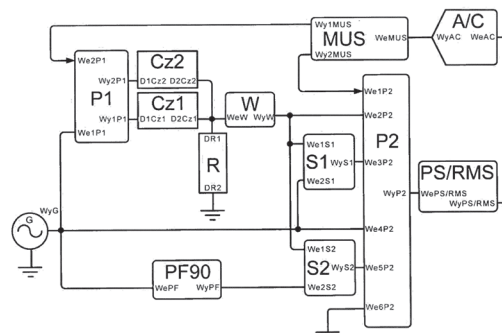 Wy1MUS
MUS
WeMUS
Wy2MUS
A/C
WyAC
WeAC
We2P1
Wy2P1
P1
Wy1P1
We1P1
Cz2
D1Cz2
D2Cz2
Cz1
D1Cz1
D2Cz1
W
WeW
WyW
DR1
R
DR2
We1S1
S1
WyS1
We2S1
We1P2
We2P2
P2
We3P2
WyP2
We4P2
We5P2
We6P2
PS/RMS
WePS/RMS
WyPS/RMS
WyG
G
PF90
WePF
WyPF
We1S2
WyS2
S2
We2S2